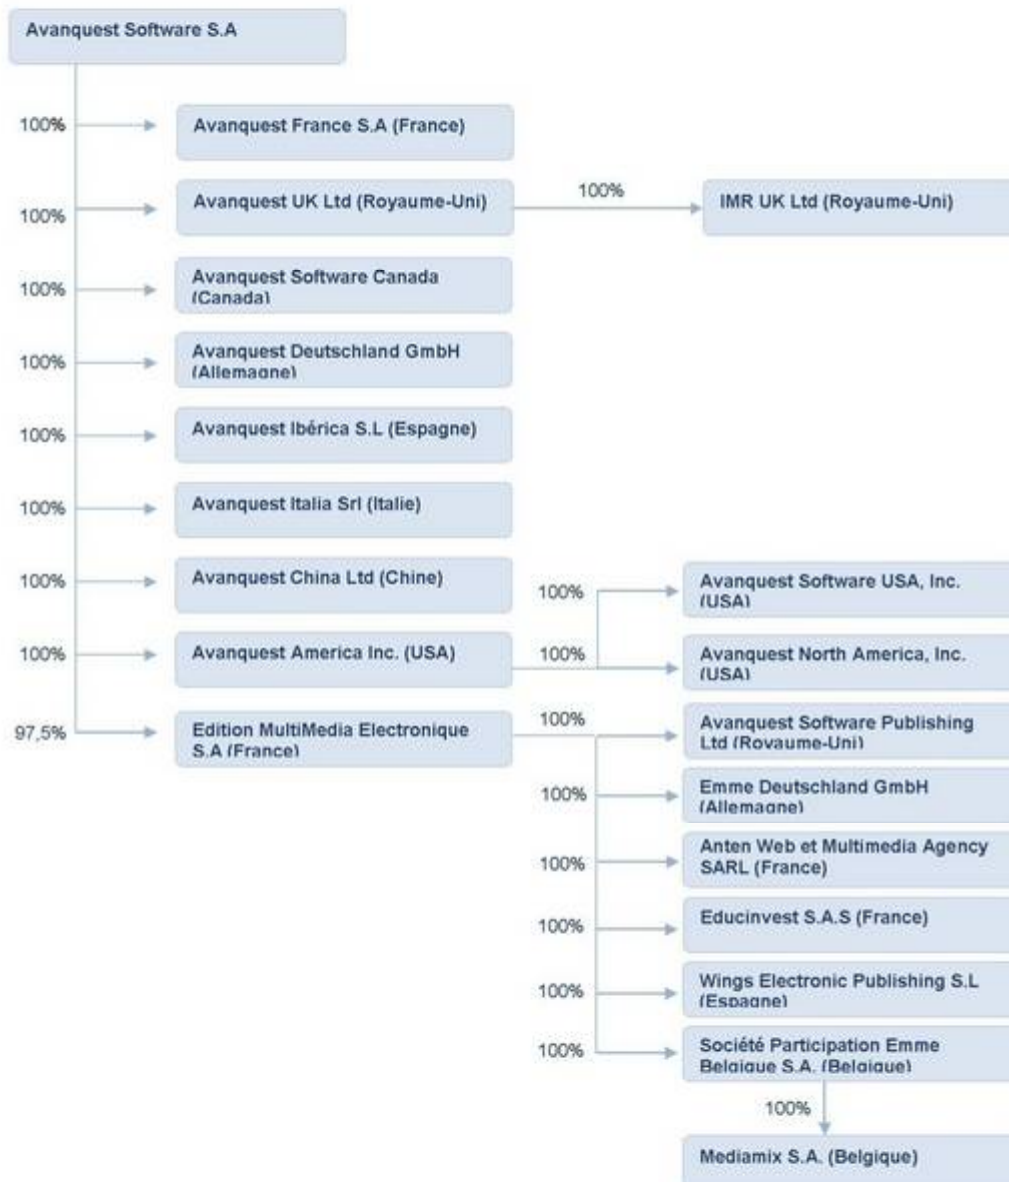 Avanquest Software S.A
100%
Avanquest France S.A (France)
100%
Avanquest UK Ltd (Royaume-Uni)
100%
IMR UK Ltd (Royaume-Uni)
100%
Avanquest Software Canada
(Canada)
100%
Avanquest Deutschland GmbH
(Allemagne)
100%
Avanquest Ibérica S.L (Espagne)
100%
Avanquest Italia Srl (Italie)
100%
Avanquest China Ltd (Chine)
100%
Avanquest Software USA, Inc.
(USA)
100%
Avanquest America Inc. (USA)
100%
Avanquest North America, Inc.
(USA)
97,5%
Edition MultiMedia Electronique
S.A (France)
100%
Avanquest Software Publishing
Ltd (Royaume-Uni)
100%
Emme Deutschland GmbH
(Allemagne)
100%
Anten Web et Multimedia Agency
SARL (France)
100%
Educinvest S.A.S (France)
100%
Wings Electronic Publishing S.L
(Espagne)
100%
Société Participation Emme
Belgique S.A. (Belgique)
100%
Mediamix S.A. (Belgique)